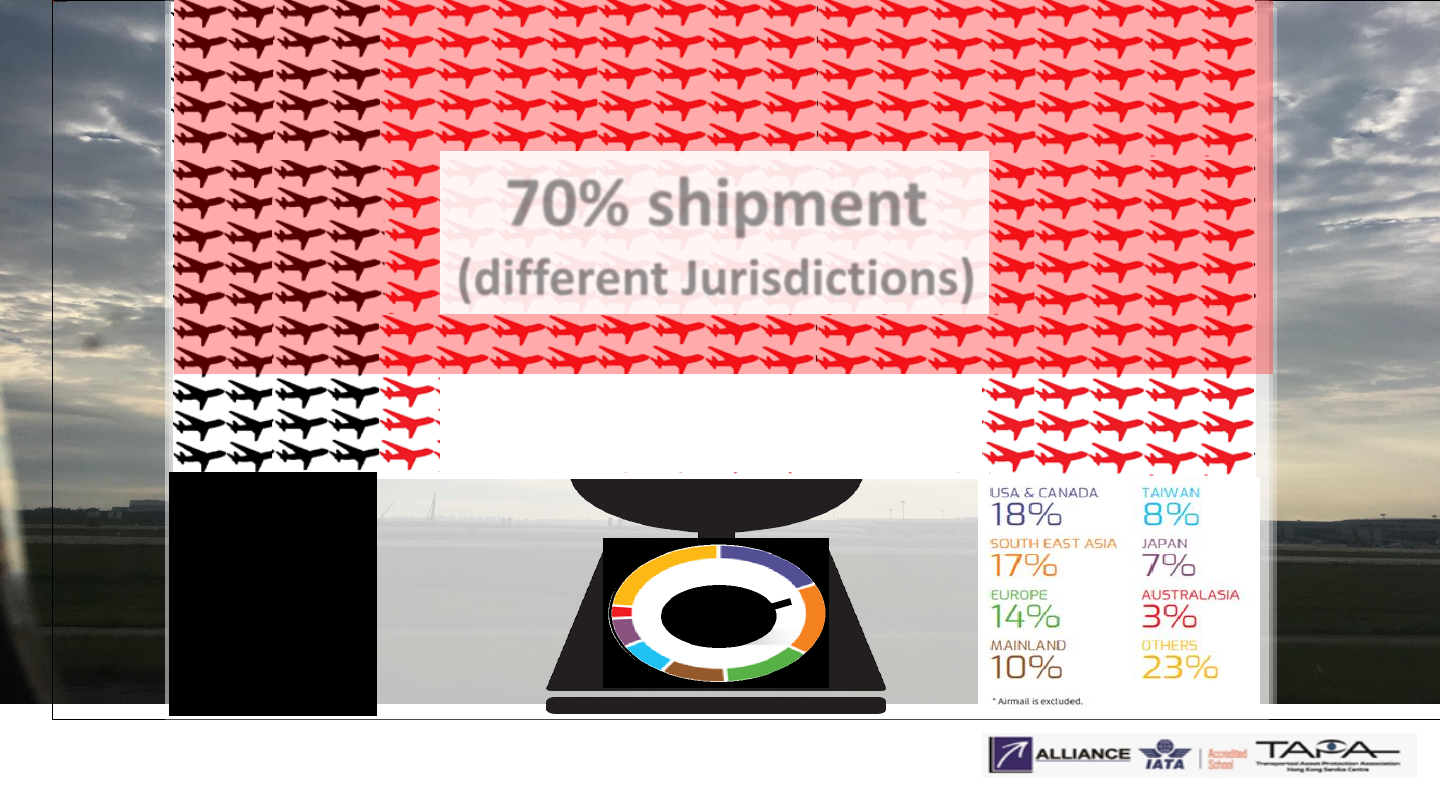 70% shipment
(different Jurisdictions)
USA & CANADA
18%
TAIWAN
8%
SOUTH EAST ASIA
17%
JAPAN
7%
EUROPE
14%
AUSTRALASIA
3%
MAINLAND
10%
OTHERS
23%
* Airmail is excluded.
ALLIANCE
IATA
Accredited
School
TAPA
Transported Asset Protection Association
Hong Kong Service Centre